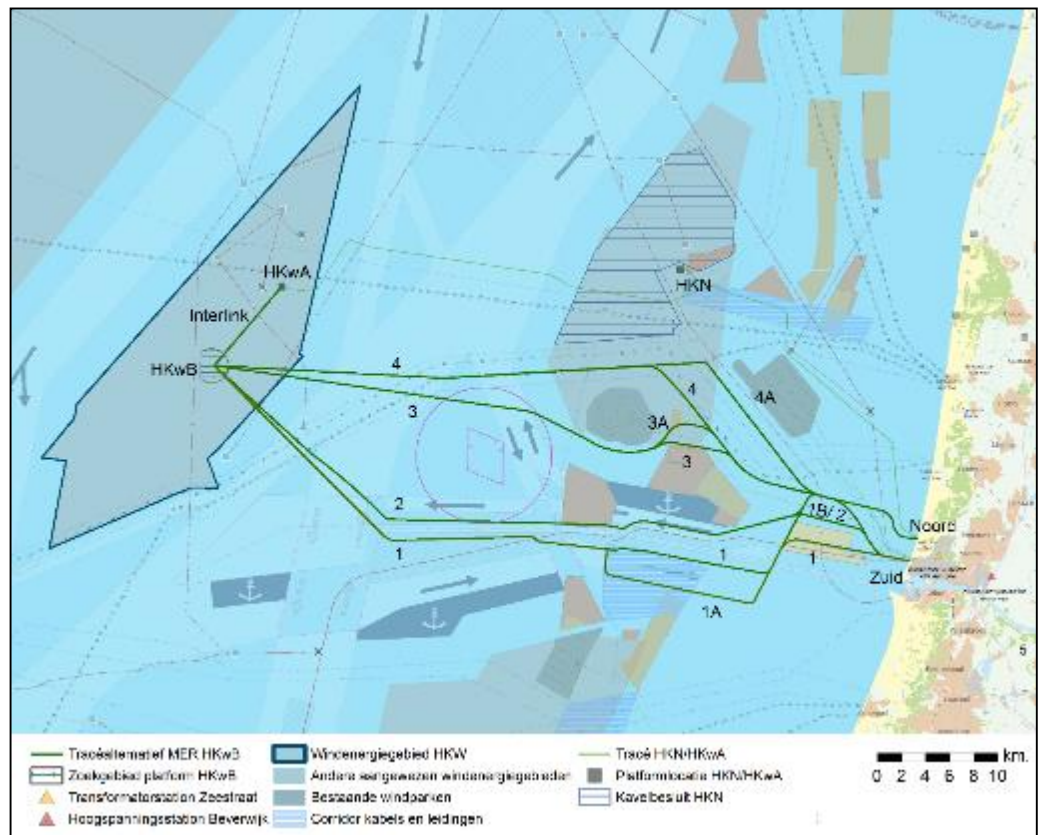 HKwA
HKN
Interlink
HKwB
4
4
4A
3
3A
3
2
1B/2
Noord
1
1
1
Zuid
1A
5
Tracéalternatief MER HKwB
Zoekgebied platform HKwB
Transformatorstation Zeestraat
Hoogspanningsstation Beverwijk
Windenergiegebied HKW
Andere aangewezen windenergiegebieden
Bestaande windparken
Corridor kabels en leidingen
Tracé HKN/HKwA
Platformlocatie HKN/HKwA
Kavelbesluit HKN
km.
0 2 4 6 8 10